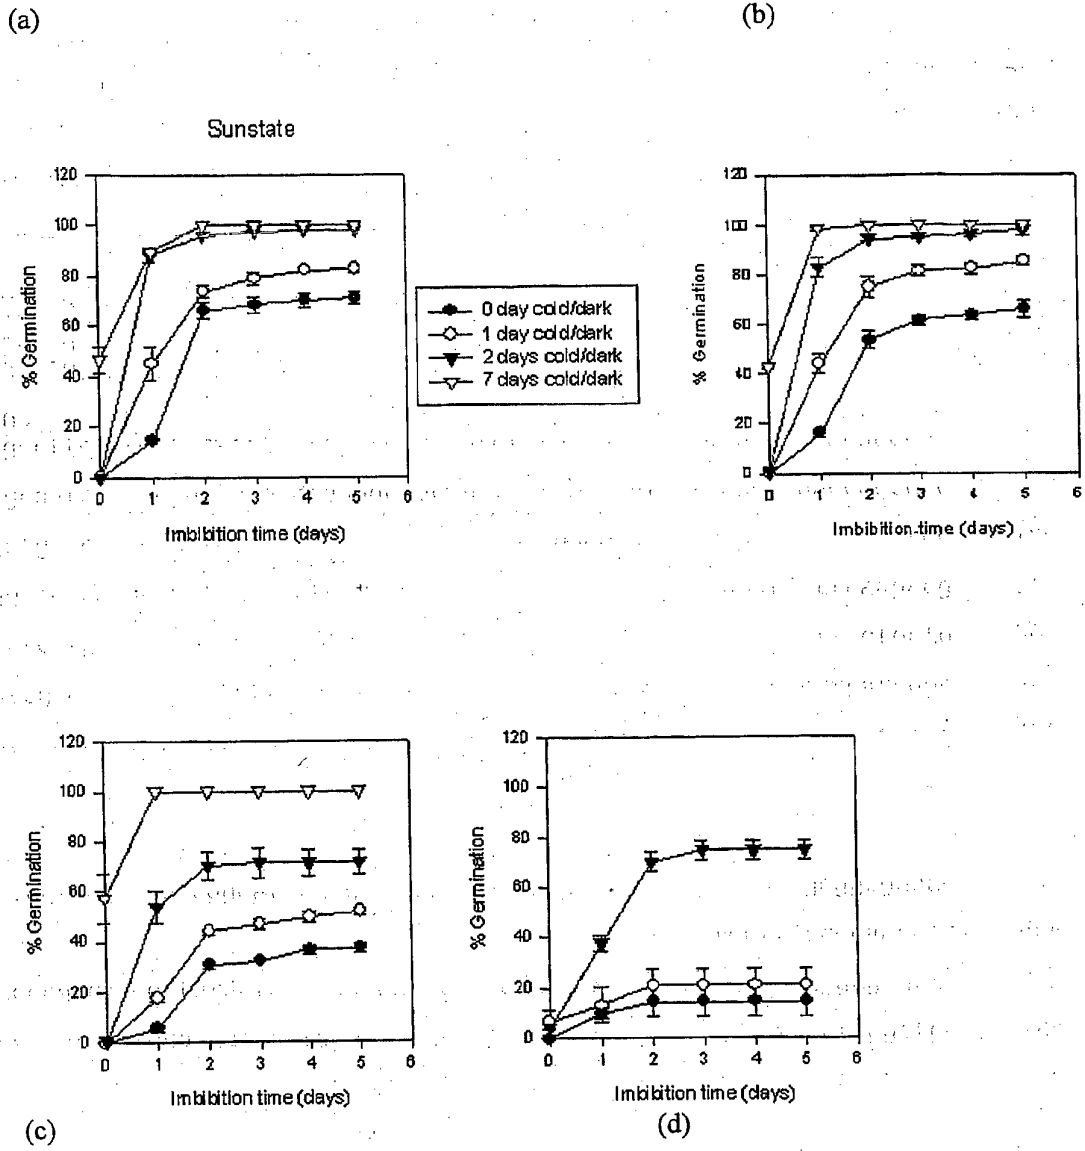 (a)
(b)
Sunstate
120
100
80
60
40
20
0
% Germination
0 1 2 3 4 5 6
Imbibition time (days)
0 day cold/dark
1 day cold/dark
2 days cold/dark
7 days cold/dark
120
100
80
60
40
20
0
% Germination
0 1 2 3 4 5 6
Imbibition time (days)
120
100
80
60
40
20
0
% Germination
0 1 2 3 4 5 6
Imbibition time (days)
120
100
80
60
40
20
0
% Germination
0 1 2 3 4 5 6
Imbibition time (days)
(c)
(d)